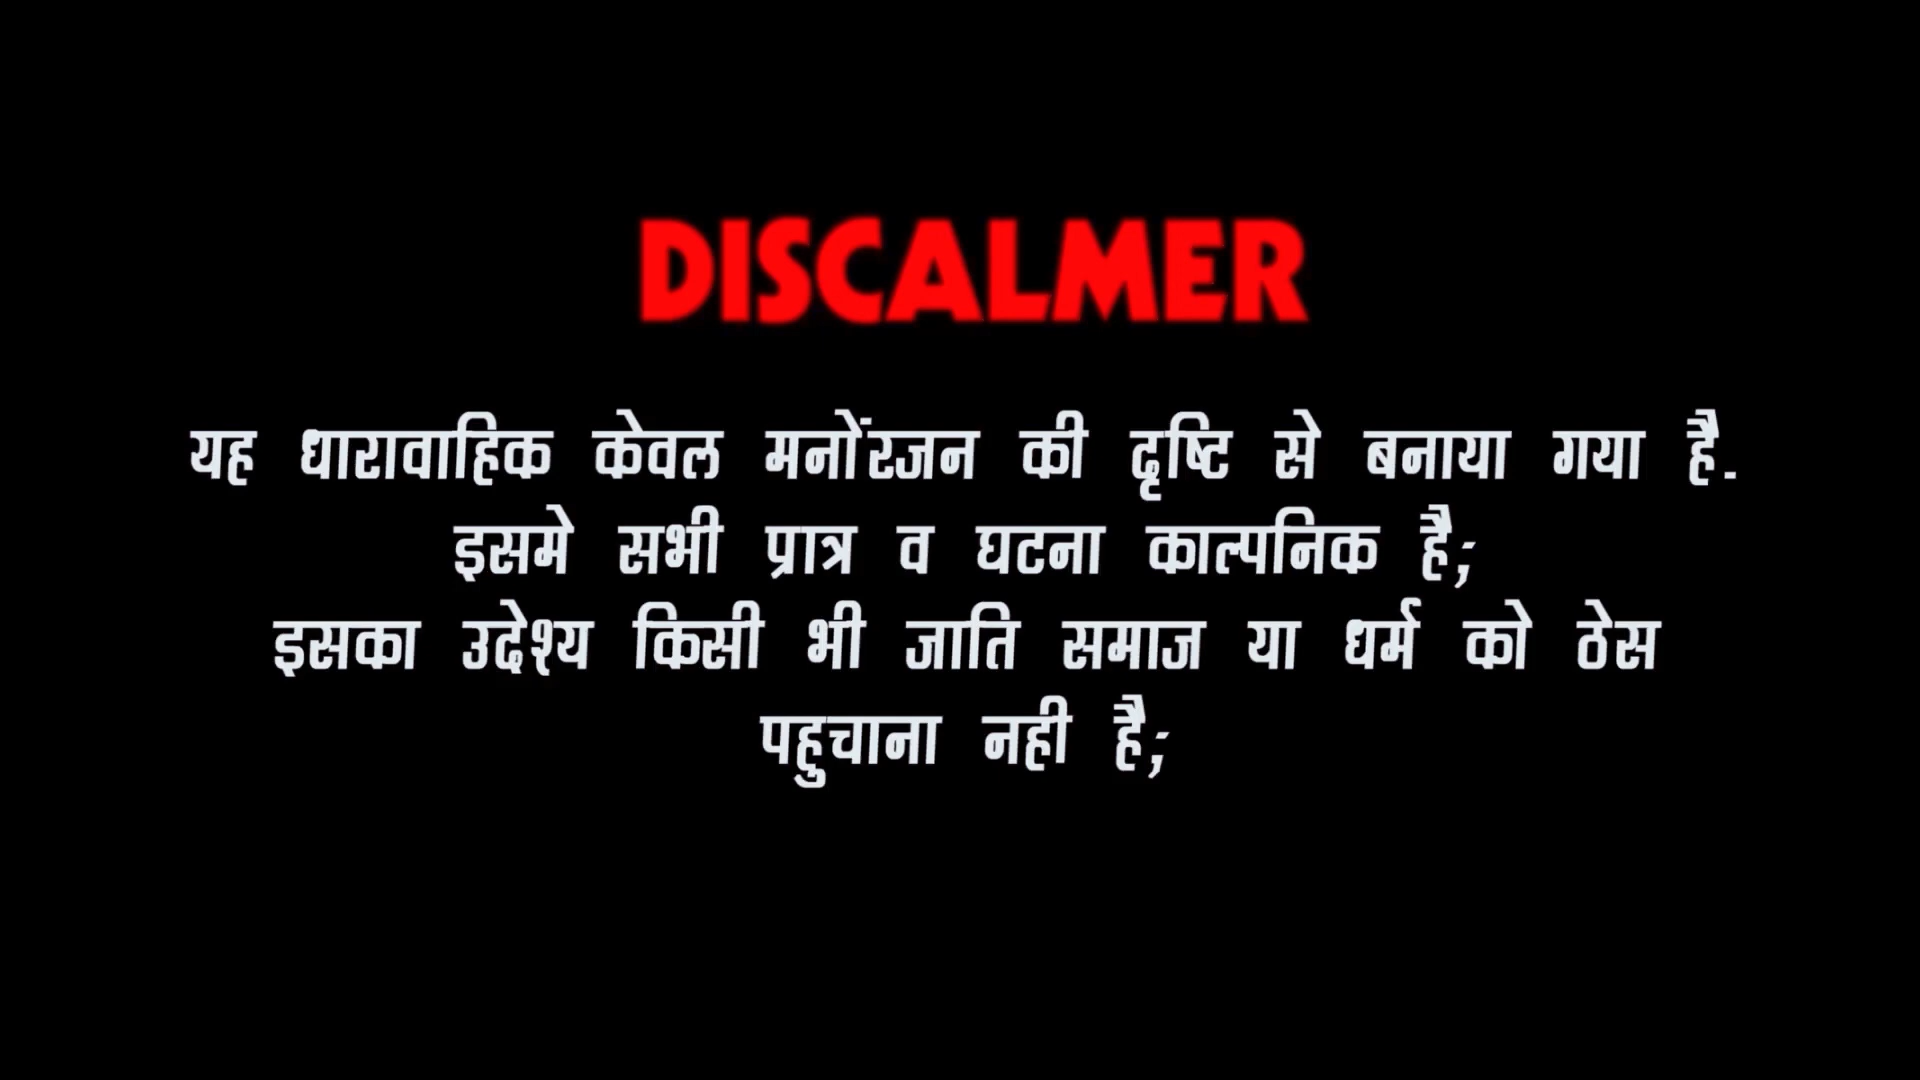 DISCALMER
यह धारावाहिक केवल मनोंरजन की दृष्टि से बनाया गया है.
इसमे सभी प्रात्र व घटना काल्पनिक है;
इसका उदेश्य किसी भी जाति समाज या धर्म को ठेस
पहुचाना नही है;